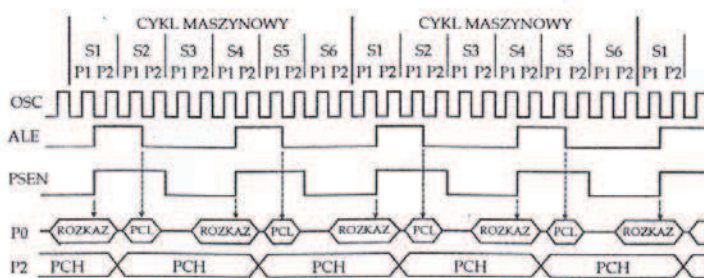 CYKL MASZYNOWY CYKL MASZYNOWY
S1 S2 S3 S4 S5 S6 S1 S2 S3 S4 S5 S6 S1
P1 P2 P1 P2 P1 P2 P1 P2 P1 P2 P1 P2 P1 P2 P1 P2 P1 P2 P1 P2 P1 P2 P1 P2 P1 P2
OSC
ALE
PSEN
P0 ROZKAZ PCL ROZKAZ PCL ROZKAZ PCL ROZKAZ PCL ROZKAZ
P2 PCH PCH PCH PCH PCH